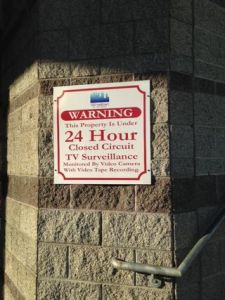 WARNING
This Property Is Under
24 Hour
Closed Circuit
TV Surveillance
Monitored By Video Camera
With Video Tape Recording.